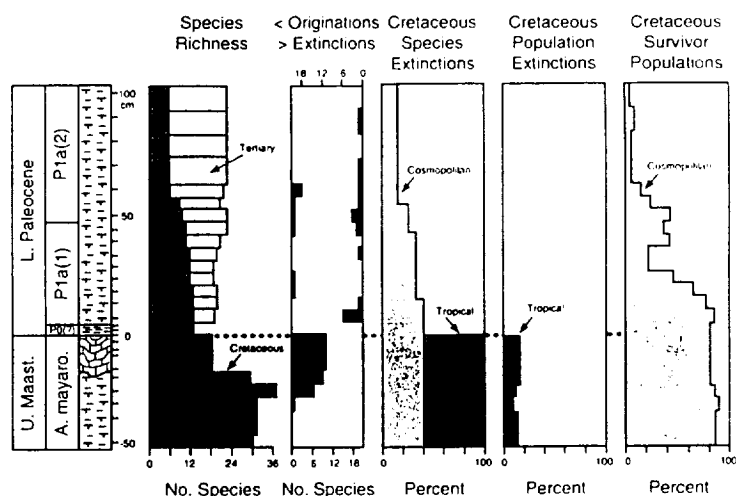 Species
Richness
< Originations
> Extinctions
Cretaceous
Species
Extinctions
Cretaceous
Population
Extinctions
Cretaceous
Survivor
Populations
18 12 6 0
L. Paleocene
U. Maast.
P1a(2)
P1a(1)
P0(?)
A. mayaro.
100
cm
50
0
-50
Tertiary
Cretaceous
Cosmopolitan
Tropical
Tropical
Cosmopolitan
0 12 24 36
0 6 12 18
0 100
0 100
0 100
No. Species
No. Species
Percent
Percent
Percent